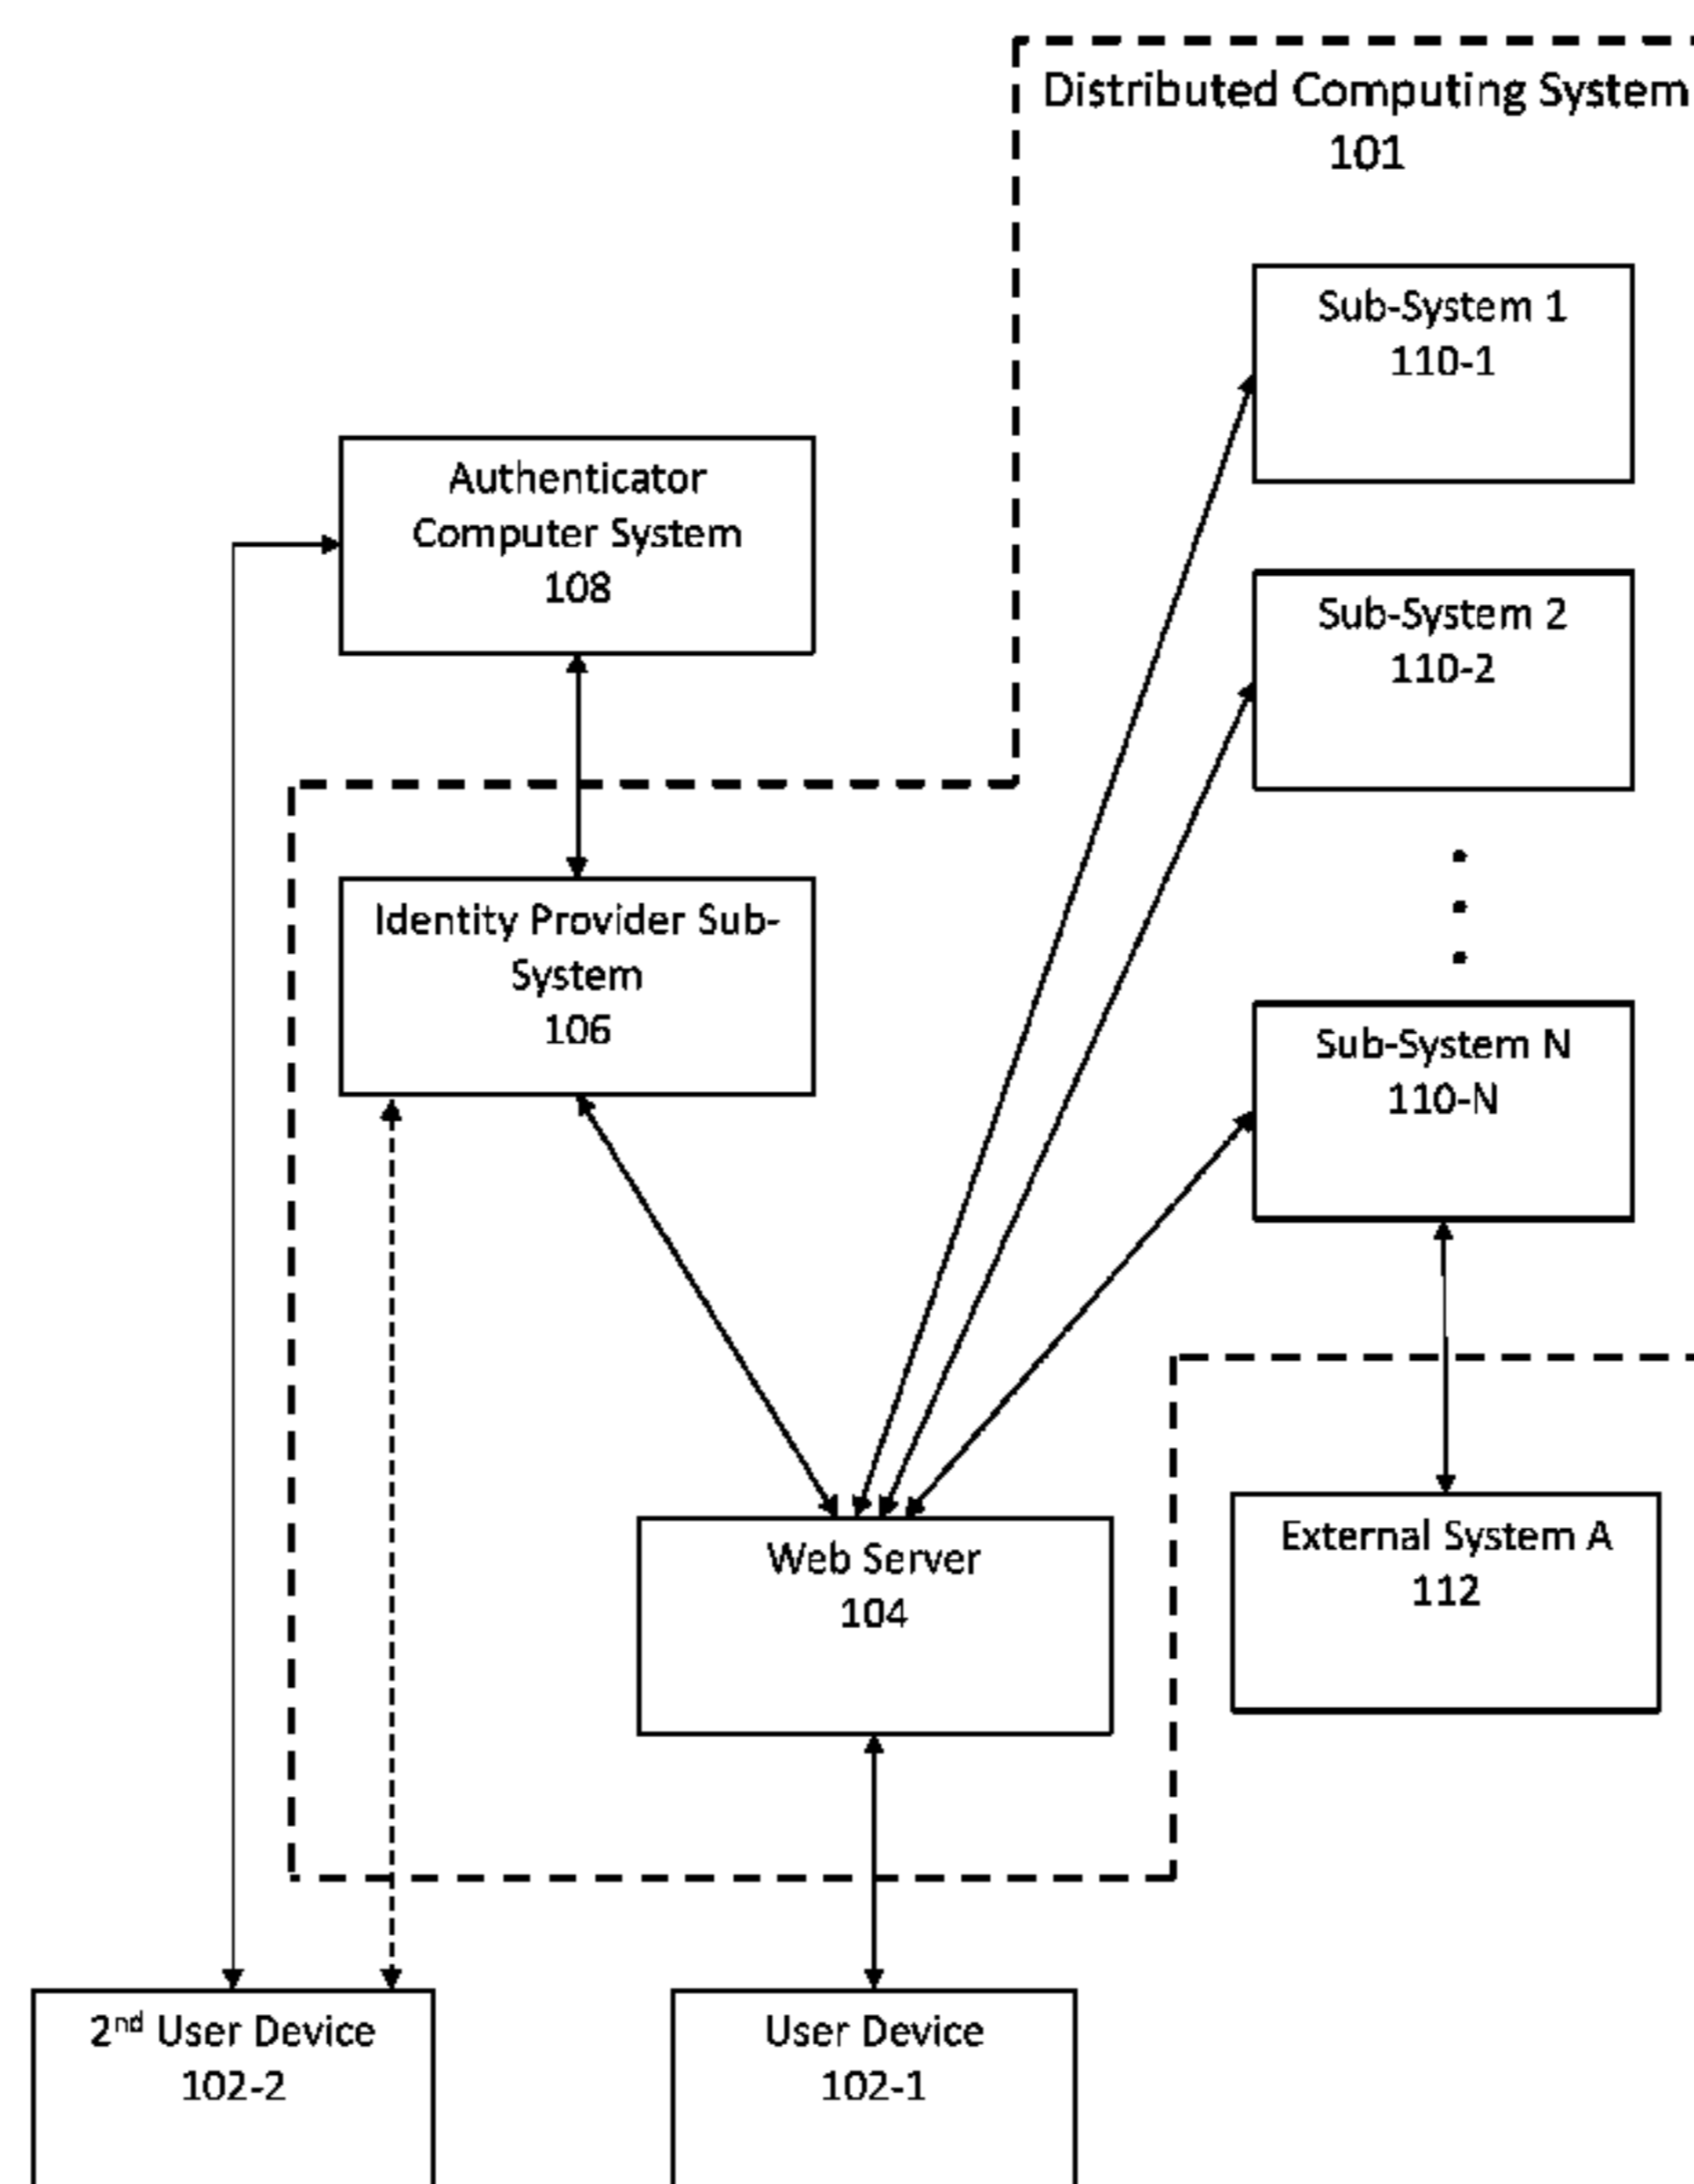 Distributed Computing System
101
Sub-System 1
110-1
Authenticator
Computer System
108
Sub-System 2
110-2
Identity Provider Sub-
System
106
Sub-System N
110-N
Web Server
104
External System A
112
2nd User Device
102-2
User Device
102-1